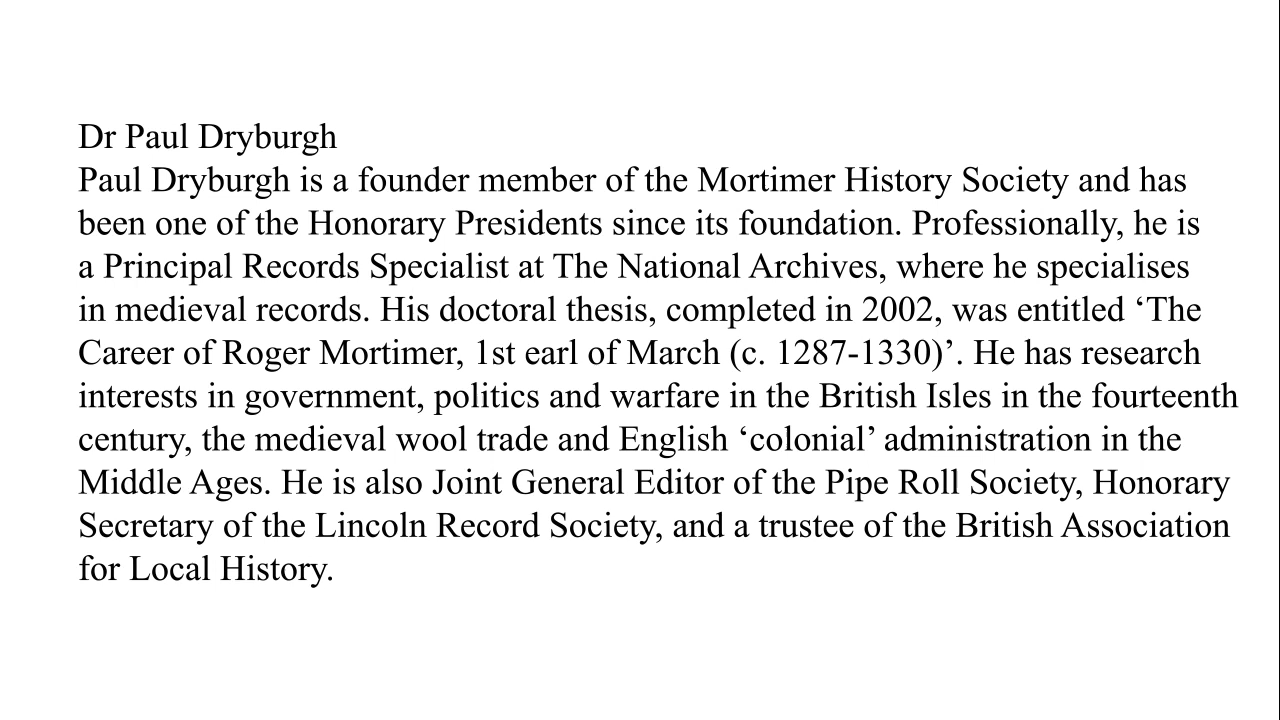 Dr Paul Dryburgh
Paul Dryburgh is a founder member of the Mortimer History Society and has
been one of the Honorary Presidents since its foundation. Professionally, he is
a Principal Records Specialist at The National Archives, where he specialises
in medieval records. His doctoral thesis, completed in 2002, was entitled ‘The
Career of Roger Mortimer, 1st earl of March (c. 1287-1330)’. He has research
interests in government, politics and warfare in the British Isles in the fourteenth
century, the medieval wool trade and English ‘colonial’ administration in the
Middle Ages. He is also Joint General Editor of the Pipe Roll Society, Honorary
Secretary of the Lincoln Record Society, and a trustee of the British Association
for Local History.